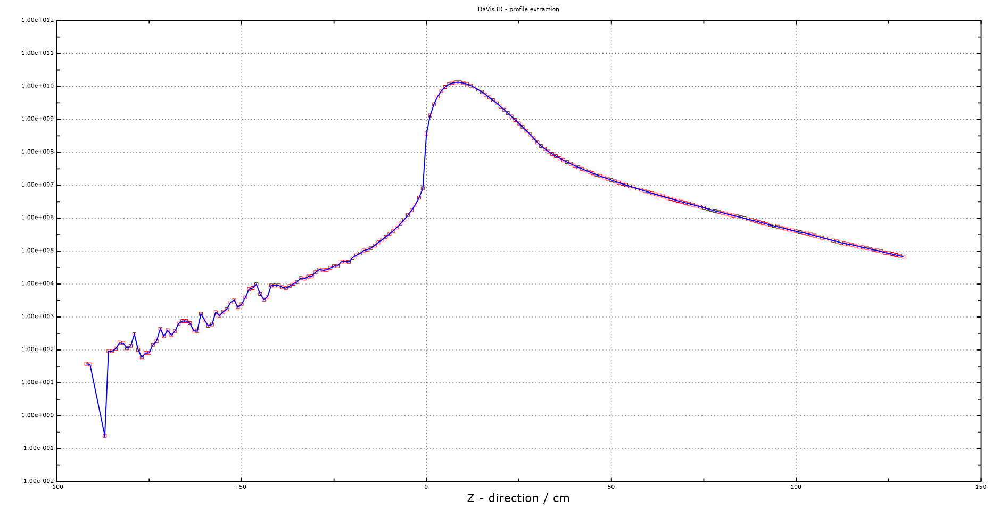 DaVis3D - profile extraction
1.00e+012
1.00e+011
1.00e+010
1.00e+009
1.00e+008
1.00e+007
1.00e+006
1.00e+005
1.00e+004
1.00e+003
1.00e+002
1.00e+001
1.00e+000
1.00e-001
1.00e-002
-100 -50 0 50 100 150
Z - direction / cm